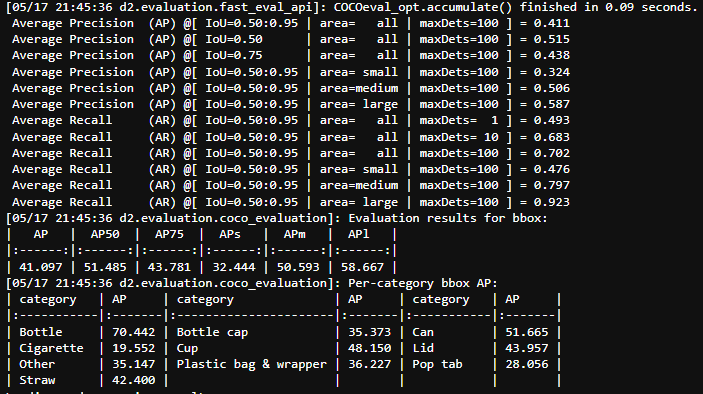 [05/17 21:45:36 d2.evaluation.fast_eval_api]: COCOeval_opt.accumulate() finished in 0.09 seconds.
 Average Precision  (AP) @[ IoU=0.50:0.95 | area=   all | maxDets=100 ] = 0.411
 Average Precision  (AP) @[ IoU=0.50      | area=   all | maxDets=100 ] = 0.515
 Average Precision  (AP) @[ IoU=0.75      | area=   all | maxDets=100 ] = 0.438
 Average Precision  (AP) @[ IoU=0.50:0.95 | area= small | maxDets=100 ] = 0.324
 Average Precision  (AP) @[ IoU=0.50:0.95 | area=medium | maxDets=100 ] = 0.506
 Average Precision  (AP) @[ IoU=0.50:0.95 | area= large | maxDets=100 ] = 0.587
 Average Recall     (AR) @[ IoU=0.50:0.95 | area=   all | maxDets=  1 ] = 0.493
 Average Recall     (AR) @[ IoU=0.50:0.95 | area=   all | maxDets= 10 ] = 0.683
 Average Recall     (AR) @[ IoU=0.50:0.95 | area=   all | maxDets=100 ] = 0.702
 Average Recall     (AR) @[ IoU=0.50:0.95 | area= small | maxDets=100 ] = 0.476
 Average Recall     (AR) @[ IoU=0.50:0.95 | area=medium | maxDets=100 ] = 0.797
 Average Recall     (AR) @[ IoU=0.50:0.95 | area= large | maxDets=100 ] = 0.923
[05/17 21:45:36 d2.evaluation.coco_evaluation]: Evaluation results for bbox:
|   AP   |  AP50  |  AP75  |  APs   |  APm   |  APl   |
|:------:|:------:|:------:|:------:|:------:|:------:|
| 41.097 | 51.485 | 43.781 | 32.444 | 50.593 | 58.667 |
[05/17 21:45:36 d2.evaluation.coco_evaluation]: Per-category bbox AP:
| category   | AP     | category              | AP     | category   | AP     |
|:-----------|:-------|:----------------------|:-------|:-----------|:-------|
| Bottle     | 70.442 | Bottle cap            | 35.373 | Can        | 51.665 |
| Cigarette  | 19.552 | Cup                   | 48.150 | Lid        | 43.957 |
| Other      | 35.147 | Plastic bag & wrapper | 36.227 | Pop tab    | 28.056 |
| Straw      | 42.400 |                       |        |            |        |